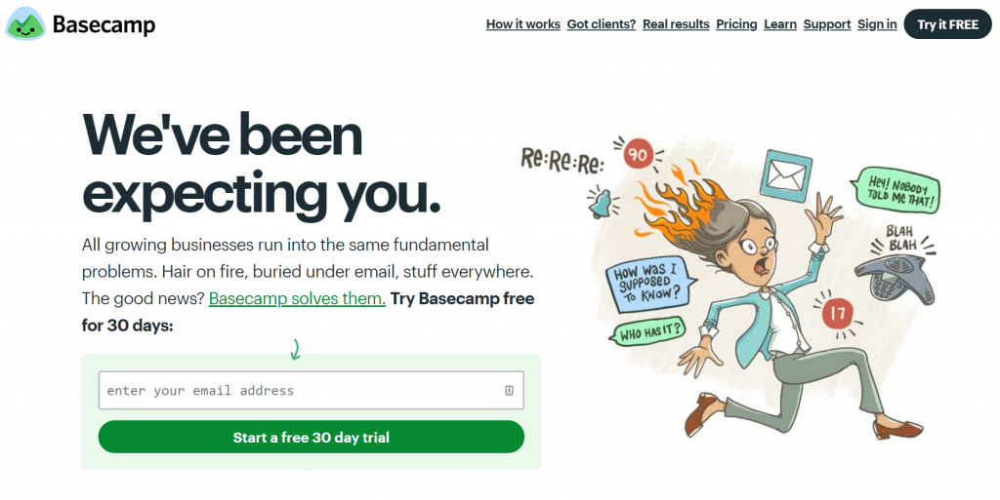 Basecamp
How it works Got clients? Real results Pricing Learn Support Sign in Try it FREE
We've been
expecting you.
All growing businesses run into the same fundamental
problems. Hair on fire, buried under email, stuff everywhere.
The good news? Basecamp solves them. Try Basecamp free
for 30 days:
enter your email address
Start a free 30 day trial
Re:Re:Re:
90
HEY! NOBODY
TOLD ME THAT!
BLAH
BLAH
HOW WAS I
SUPPOSED
TO KNOW?
17
WHO HAS IT?